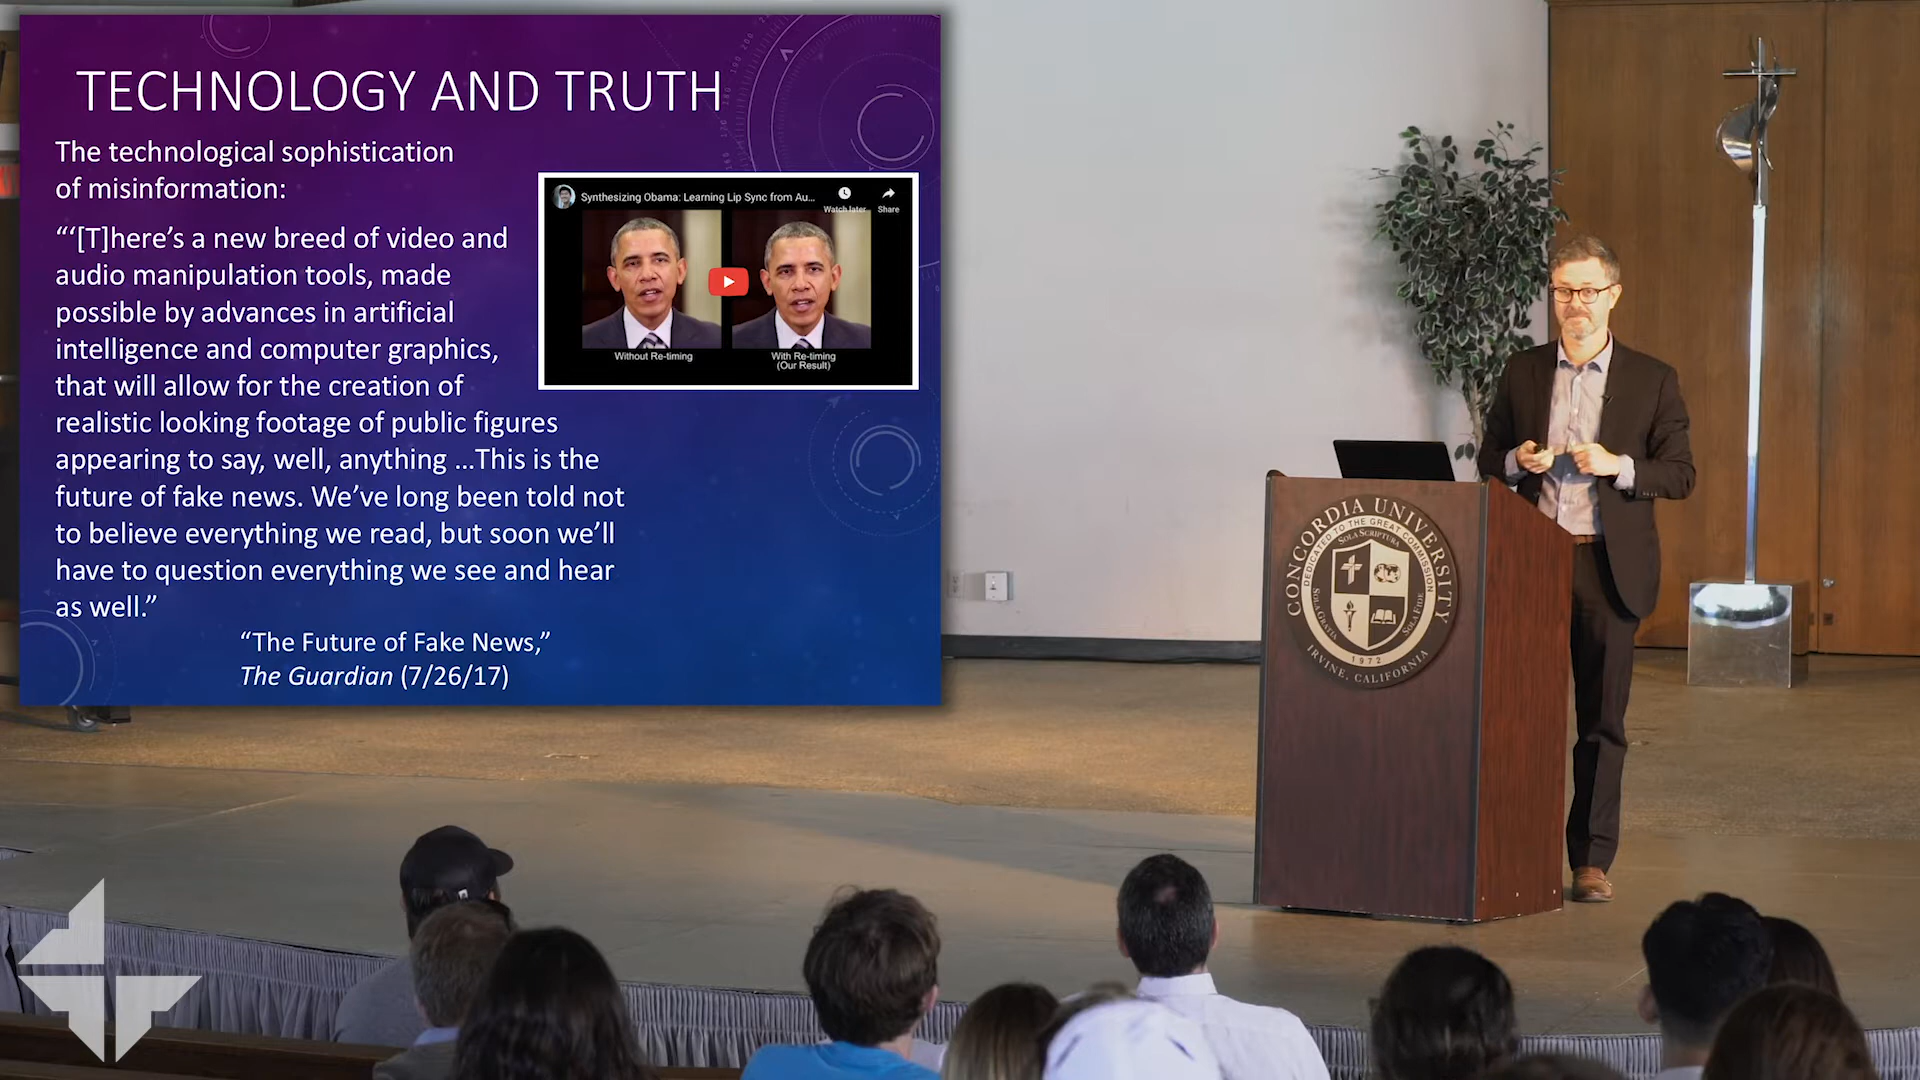 TECHNOLOGY AND TRUTH
The technological sophistication
of misinformation:
“‘[T]here’s a new breed of video and
audio manipulation tools, made
possible by advances in artificial
intelligence and computer graphics,
that will allow for the creation of
realistic looking footage of public figures
appearing to say, well, anything …This is the
future of fake news. We’ve long been told not
to believe everything we read, but soon we’ll
have to question everything we see and hear
as well.”
“The Future of Fake News,”
The Guardian (7/26/17)
Synthesizing Obama: Learning Lip Sync from Au...
Watch later
Share
Without Re-timing
With Re-timing
(Our Result)
CONCORDIA UNIVERSITY
DEDICATED TO THE GREAT COMMISSION
SOLA SCRIPTURA
SOLA GRATIA
SOLA FIDE
1972
IRVINE, CALIFORNIA